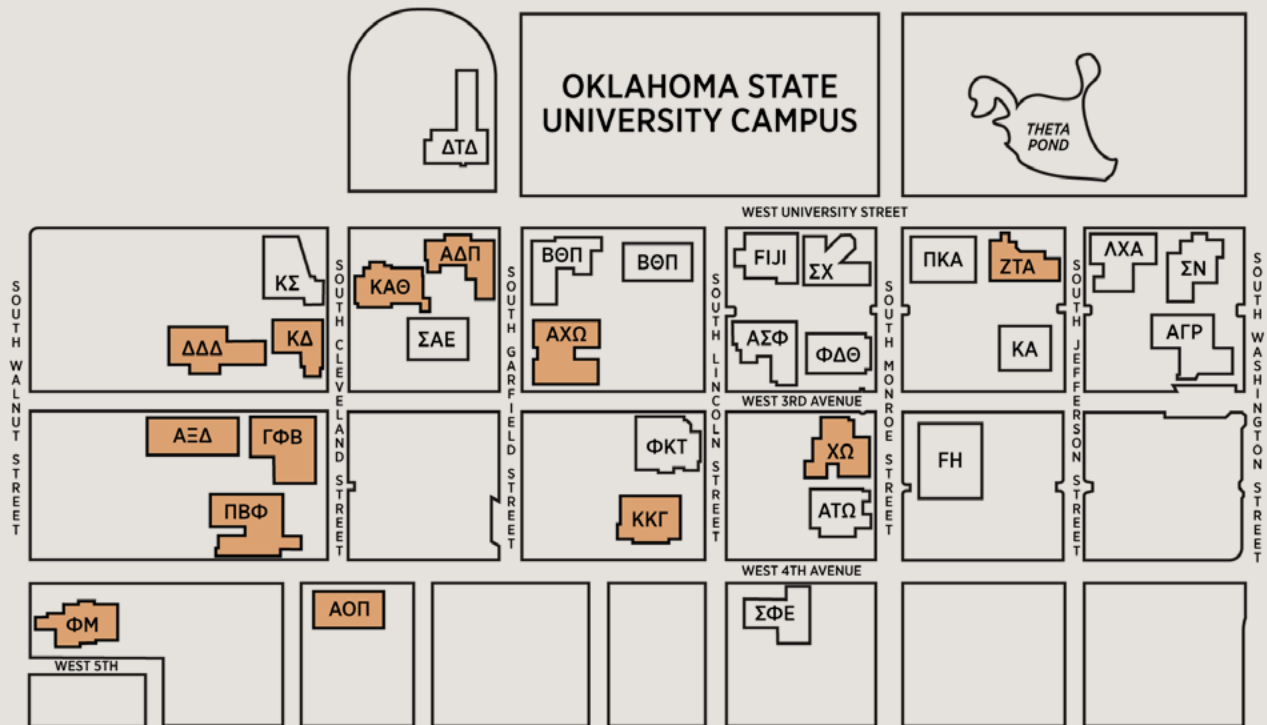 OKLAHOMA STATE
UNIVERSITY CAMPUS
THETA
POND
ΔΤΔ
WEST UNIVERSITY STREET
ΚΣ
ΚΑΘ
ΑΔΠ
ΒΘΠ
ΒΘΠ
FIJI
ΣΧ
ΠΚΑ
ΖΤΑ
ΛΧΑ
ΣΝ
ΔΔΔ
ΚΔ
ΣΑΕ
ΑΧΩ
ΑΣΦ
ΦΔΘ
ΚΑ
ΑΓΡ
SOUTH WALNUT STREET
SOUTH CLEVELAND STREET
SOUTH GARFIELD STREET
SOUTH LINCOLN STREET
SOUTH MONROE STREET
SOUTH JEFFERSON STREET
SOUTH WASHINGTON STREET
WEST 3RD AVENUE
ΑΞΔ
ΓΦΒ
ΦΚΤ
ΧΩ
FH
ΠΒΦ
ΚΚΓ
ΑΤΩ
WEST 4TH AVENUE
ΦΜ
ΑΟΠ
ΣΦΕ
WEST 5TH